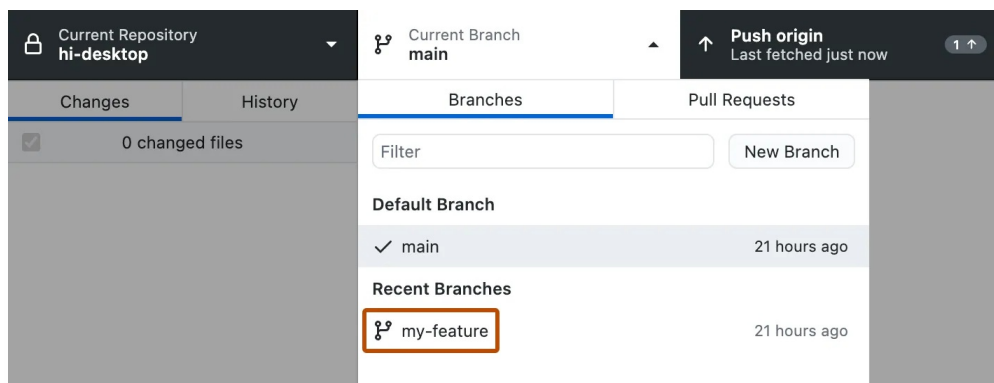 Current Repository
hi-desktop
Current Branch
main
Push origin
Last fetched just now
1 ↑
Changes
History
Branches
Pull Requests
0 changed files
Filter
New Branch
Default Branch
main
21 hours ago
Recent Branches
my-feature
21 hours ago